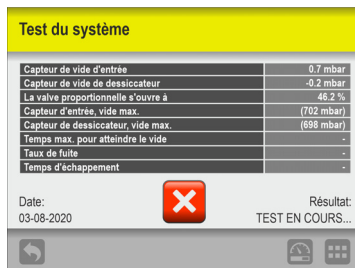 Test du système
Capteur de vide d'entrée 0.7 mbar
Capteur de vide de dessiccateur -0.2 mbar
La valve proportionnelle s'ouvre à 46.2 %
Capteur d'entrée, vide max. (702 mbar)
Capteur de dessiccateur, vide max. (698 mbar)
Temps max. pour atteindre le vide -
Taux de fuite -
Temps d'échappement -
Date: Résultat:
03-08-2020 TEST EN COURS...